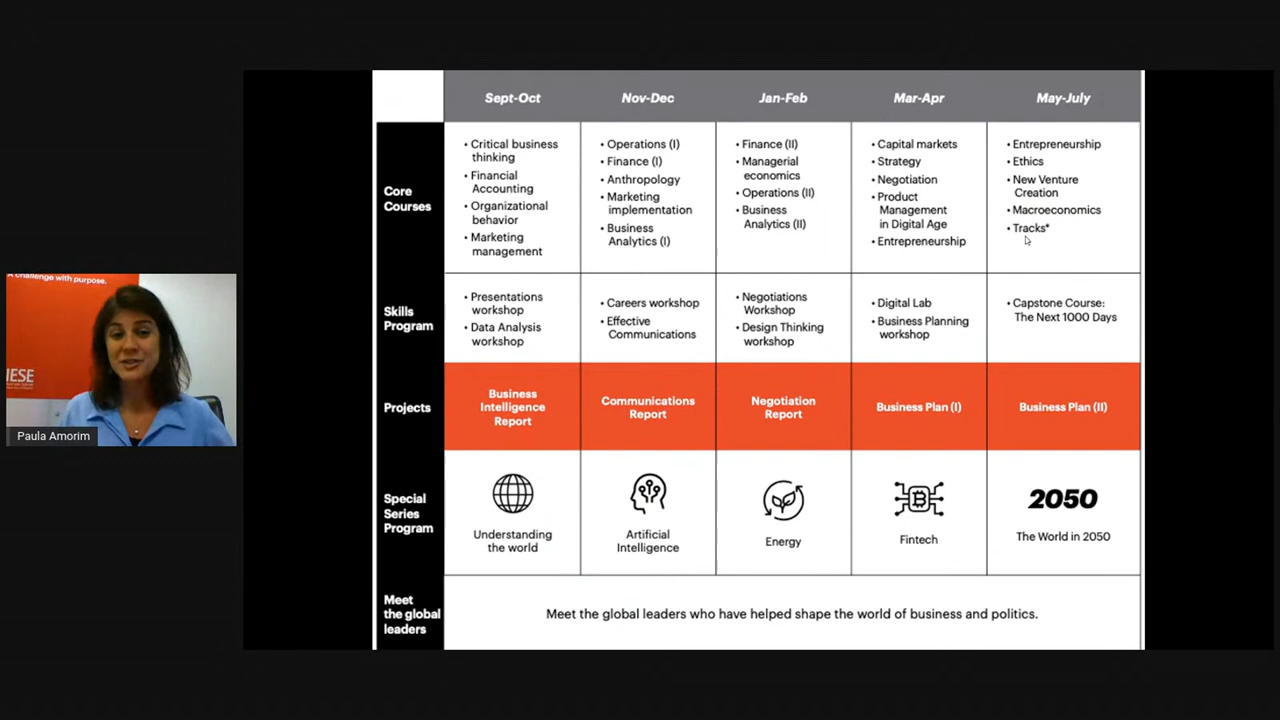 A challenge with purpose.
IESE
Paula Amorim
Sept-Oct
Nov-Dec
Jan-Feb
Mar-Apr
May-July
Core
Courses
• Critical business
thinking
• Financial
Accounting
• Organizational
behavior
• Marketing
management
• Operations (I)
• Finance (I)
• Anthropology
• Marketing
implementation
• Business
Analytics (I)
• Finance (II)
• Managerial
economics
• Operations (II)
• Business
Analytics (II)
• Capital markets
• Strategy
• Negotiation
• Product
Management
in Digital Age
• Entrepreneurship
• Entrepreneurship
• Ethics
• New Venture
Creation
• Macroeconomics
• Tracks*
Skills
Program
• Presentations
workshop
• Data Analysis
workshop
• Careers workshop
• Effective
Communications
• Negotiations
Workshop
• Design Thinking
workshop
• Digital Lab
• Business Planning
workshop
• Capstone Course:
The Next 1000 Days
Projects
Business
Intelligence
Report
Communications
Report
Negotiation
Report
Business Plan (I)
Business Plan (II)
Special
Series
Program
Understanding
the world
Artificial
Intelligence
Energy
Fintech
2050
The World in 2050
Meet
the global
leaders
Meet the global leaders who have helped shape the world of business and politics.